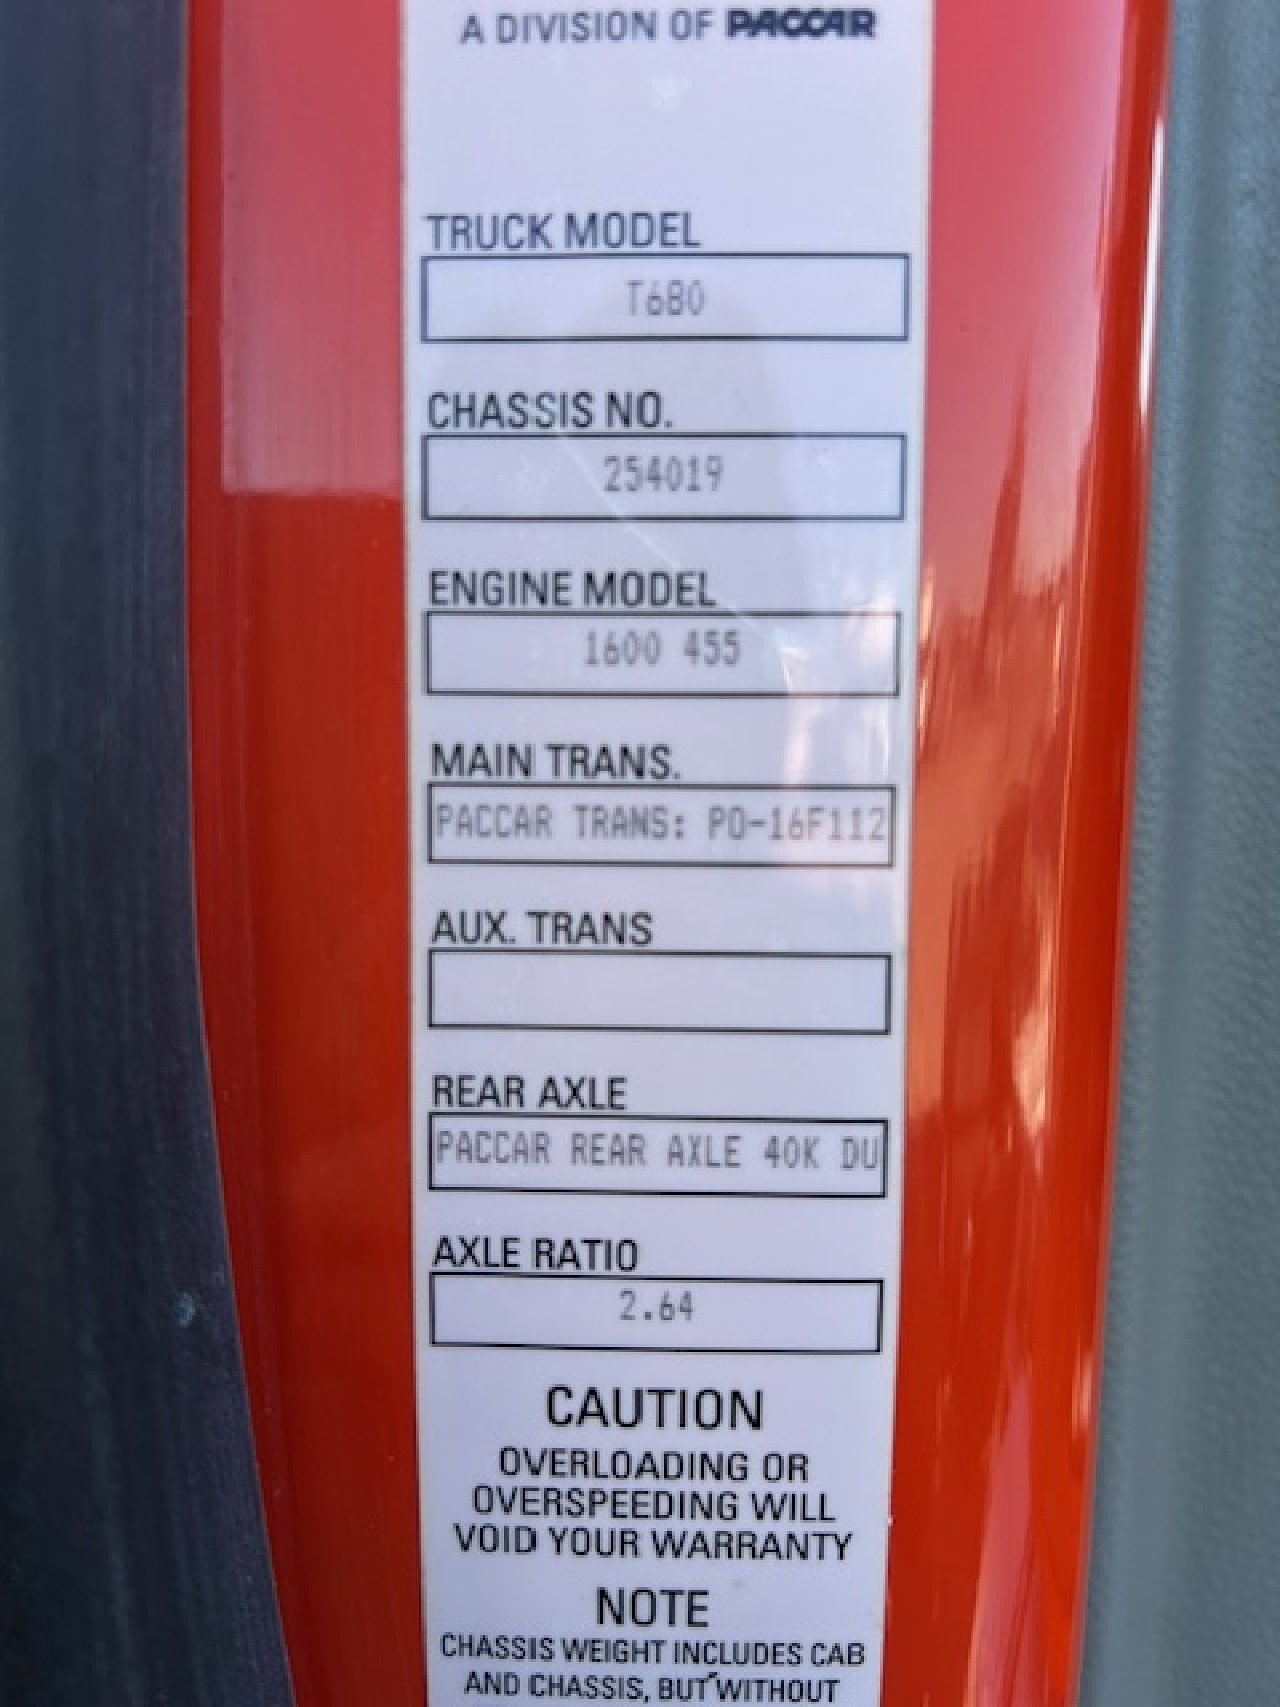 A DIVISION OF PACCAR
TRUCK MODEL
T680
CHASSIS NO.
254019
ENGINE MODEL
1600 455
MAIN TRANS.
PACCAR TRANS: PO-16F112
AUX. TRANS
REAR AXLE
PACCAR REAR AXLE 40K DU
AXLE RATIO
2.64
CAUTION
OVERLOADING OR
OVERSPEEDING WILL
VOID YOUR WARRANTY
NOTE
CHASSIS WEIGHT INCLUDES CAB
AND CHASSIS, BUT WITHOUT